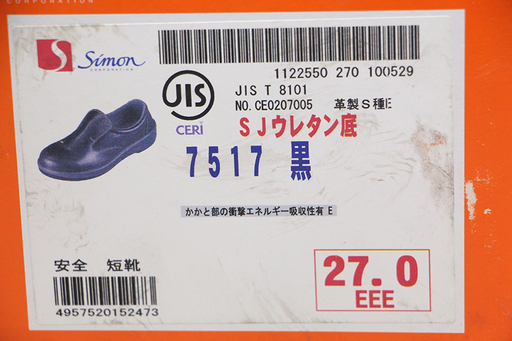 CORPORATION
Simon
CORPORATION
1122550 270 100529
JIS
CERI
JIS T 8101
NO.CE0207005 革製S種E
SJウレタン底
7517 黒
かかと部の衝撃エネルギー吸収性有 E
安全 短靴
4957520152473
27.0
EEE